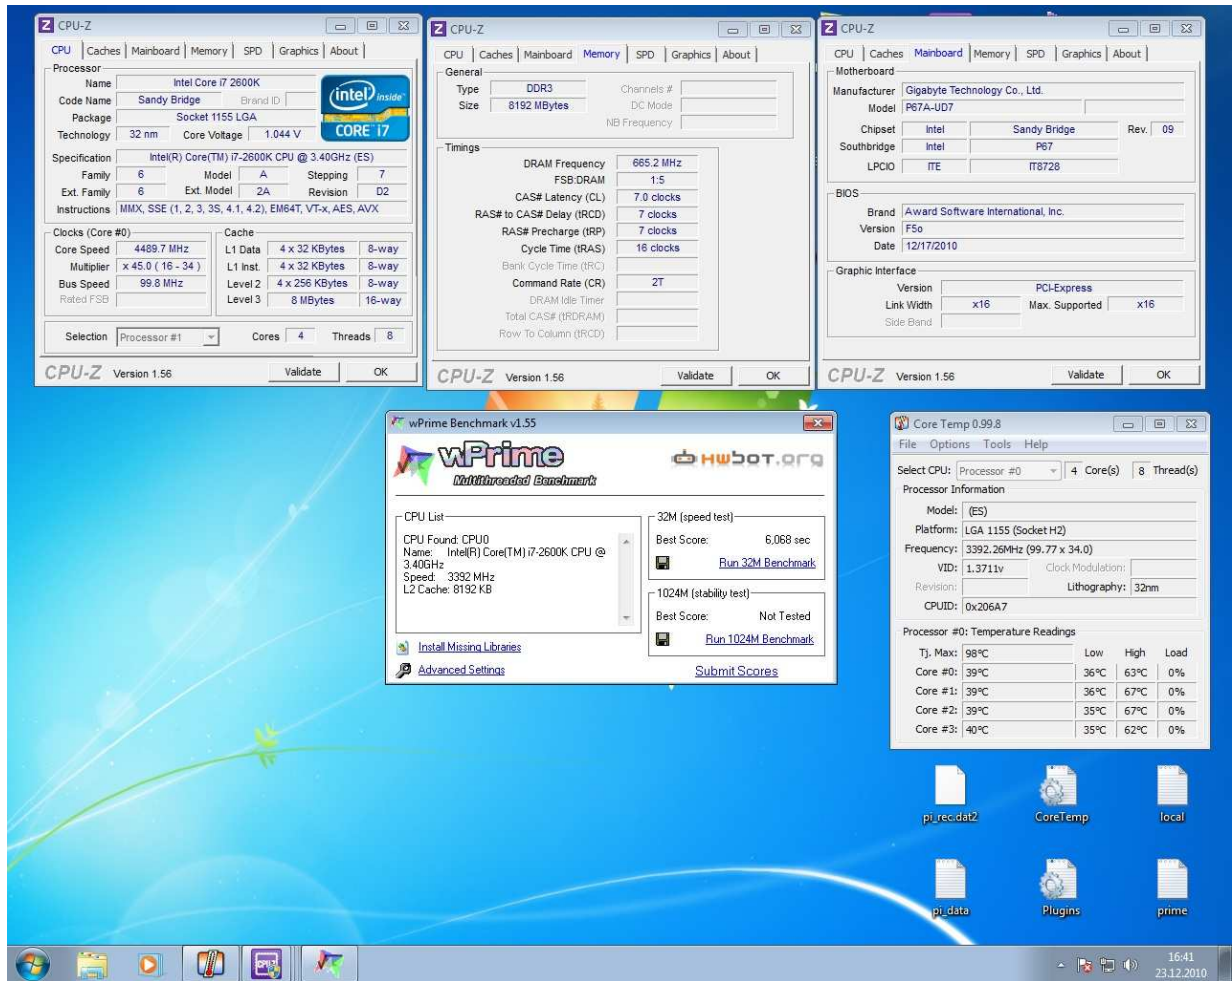 CPU-Z
CPU Caches Mainboard Memory SPD Graphics About
Processor
Name Intel Core i7 2600K
Code Name Sandy Bridge Brand ID
Package Socket 1155 LGA
Technology 32 nm Core Voltage 1.044 V
intel inside™
CORE™ i7
Specification Intel(R) Core(TM) i7-2600K CPU @ 3.40GHz (ES)
Family 6 Model A Stepping 7
Ext. Family 6 Ext. Model 2A Revision D2
Instructions MMX, SSE (1, 2, 3, 3S, 4.1, 4.2), EM64T, VT-x, AES, AVX
Clocks (Core #0)
Core Speed 4489.7 MHz
Multiplier x 45.0 ( 16 - 34 )
Bus Speed 99.8 MHz
Rated FSB
Cache
L1 Data 4 x 32 KBytes 8-way
L1 Inst. 4 x 32 KBytes 8-way
Level 2 4 x 256 KBytes 8-way
Level 3 8 MBytes 16-way
Selection Processor #1 Cores 4 Threads 8
CPU-Z Version 1.56 Validate OK
CPU-Z
CPU Caches Mainboard Memory SPD Graphics About
General
Type DDR3 Channels #
Size 8192 MBytes DC Mode
NB Frequency
Timings
DRAM Frequency 665.2 MHz
FSB:DRAM 1:5
CAS# Latency (CL) 7.0 clocks
RAS# to CAS# Delay (tRCD) 7 clocks
RAS# Precharge (tRP) 7 clocks
Cycle Time (tRAS) 16 clocks
Bank Cycle Time (tRC)
Command Rate (CR) 2T
DRAM Idle Timer
Total CAS# (tRDRAM)
Row To Column (tRCD)
CPU-Z Version 1.56 Validate OK
CPU-Z
CPU Caches Mainboard Memory SPD Graphics About
Motherboard
Manufacturer Gigabyte Technology Co., Ltd.
Model P67A-UD7
Chipset Intel Sandy Bridge Rev. 09
Southbridge Intel P67
LPCIO ITE IT8728
BIOS
Brand Award Software International, Inc.
Version F5o
Date 12/17/2010
Graphic Interface
Version PCI-Express
Link Width x16 Max. Supported x16
Side Band
CPU-Z Version 1.56 Validate OK
wPrime Benchmark v1.55
wPrime
Multithreaded Benchmark
HWBOT.org
CPU List
CPU Found: CPU0
Name: Intel(R) Core(TM) i7-2600K CPU @
3.40GHz
Speed: 3392 MHz
L2 Cache: 8192 KB
Install Missing Libraries
Advanced Settings
32M (speed test)
Best Score: 6,068 sec
Run 32M Benchmark
1024M (stability test)
Best Score: Not Tested
Run 1024M Benchmark
Submit Scores
Core Temp 0.99.8
File Options Tools Help
Select CPU: Processor #0 4 Core(s) 8 Thread(s)
Processor Information
Model: (ES)
Platform: LGA 1155 (Socket H2)
Frequency: 3392.26MHz (99.77 x 34.0)
VID: 1.3711v Clock Modulation:
Revision: Lithography: 32nm
CPUID: 0x206A7
Processor #0: Temperature Readings
Tj. Max: 98°C Low High Load
Core #0: 39°C 36°C 63°C 0%
Core #1: 39°C 36°C 67°C 0%
Core #2: 39°C 35°C 67°C 0%
Core #3: 40°C 35°C 62°C 0%
pi_rec.dat2 CoreTemp local
pi_data Plugins prime
16:41
23.12.2010